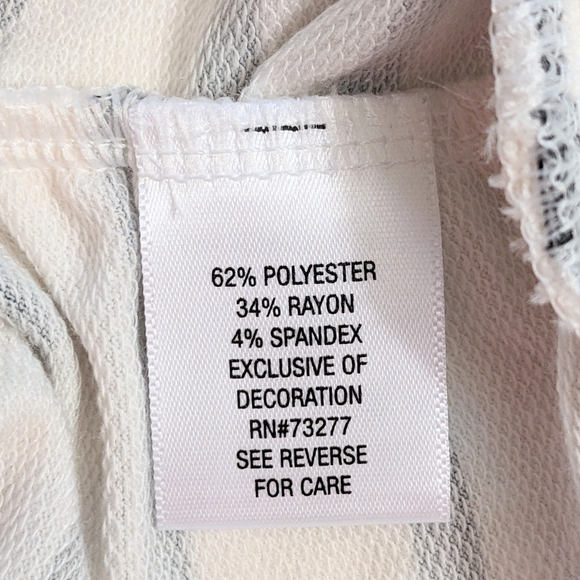 62% POLYESTER
34% RAYON
4% SPANDEX
EXCLUSIVE OF
DECORATION
RN#73277
SEE REVERSE
FOR CARE